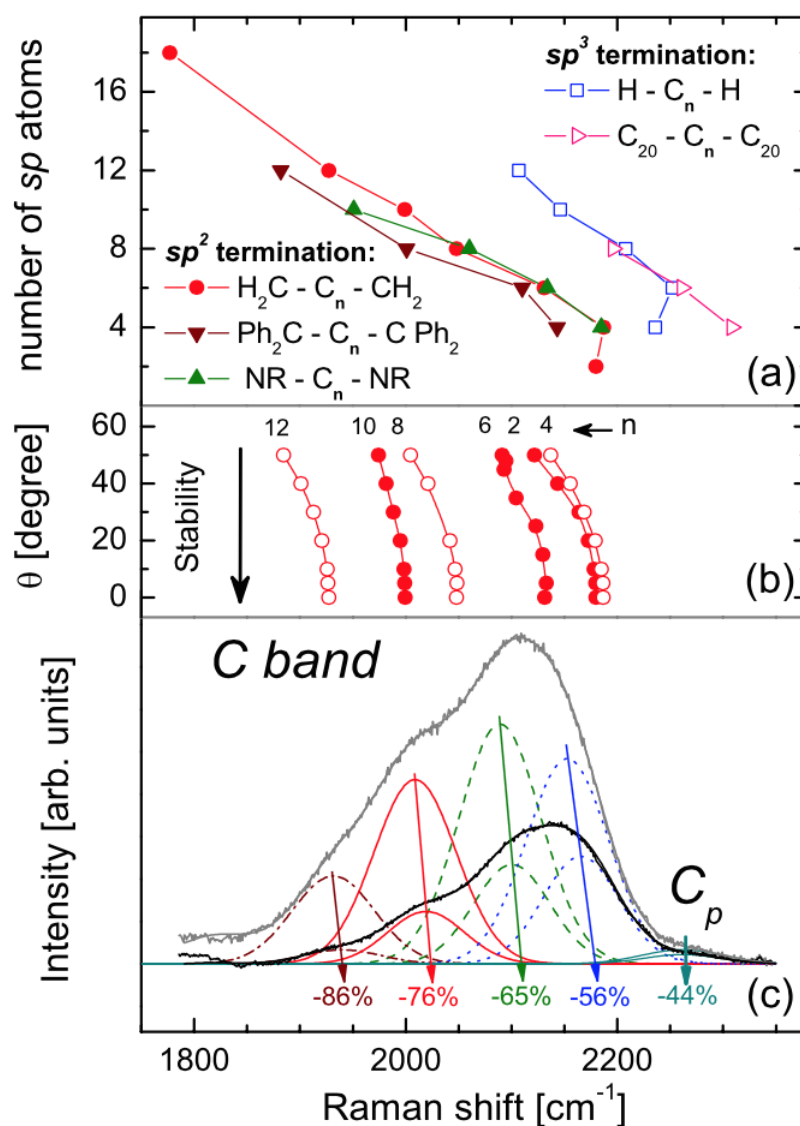 16
12
8
4
number of sp atoms
sp³ termination:
H - Cₙ - H
C₂₀ - Cₙ - C₂₀
sp² termination:
H₂C - Cₙ - CH₂
Ph₂C - Cₙ - C Ph₂
NR - Cₙ - NR
(a)
60
40
20
0
θ [degree]
Stability
12 10 8 6 2 4 n
(b)
C band
Intensity [arb. units]
Cₚ
-86% -76% -65% -56% -44%
(c)
1800 2000 2200
Raman shift [cm⁻¹]